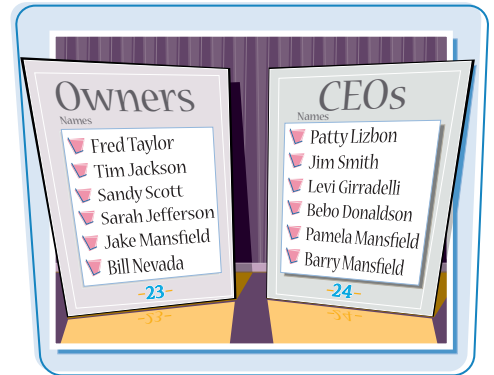 Owners
Names
Fred Taylor
Tim Jackson
Sandy Scott
Sarah Jefferson
Jake Mansfield
Bill Nevada
-23-
CEOs
Names
Patty Lizbon
Jim Smith
Levi Girradelli
Bebo Donaldson
Pamela Mansfield
Barry Mansfield
-24-